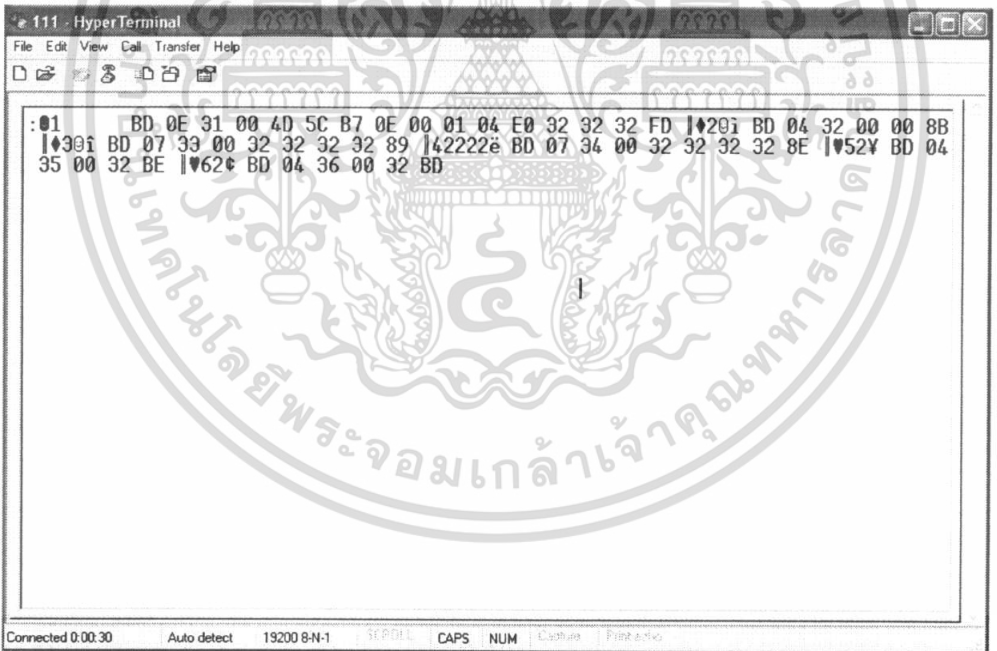 111 - HyperTerminal
File Edit View Call Transfer Help
:●1 BD 0E 31 00 4D 5C B7 0E 00 01 04 E0 32 32 32 FD ‖♦20ì BD 04 32 00 00 8B
‖♦30î BD 07 33 00 32 32 32 32 89 ‖42222ë BD 07 34 00 32 32 32 32 8E ‖♥52¥ BD 04
35 00 32 BE ‖♥62¢ BD 04 36 00 32 BD
Connected 0:00:30 Auto detect 19200 8-N-1 SCROLL CAPS NUM Capture Print echo
เทคโนโลยีพระจอมเกล้าเจ้าคุณทหารลาด